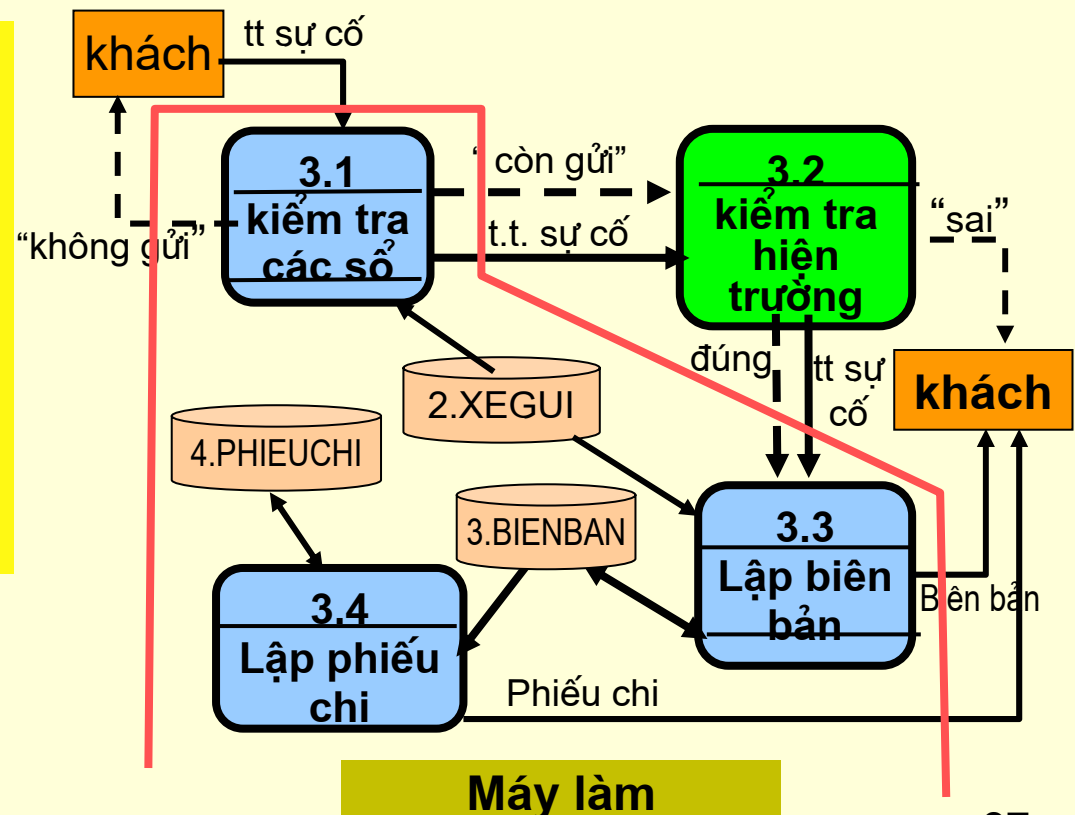 khách
tt sự cố
3.1
kiểm tra
các sổ
“ còn gửi”
t.t. sự cố
3.2
kiểm tra
hiện
trường
“sai”
“không gửi”
đúng
tt sự
cố
khách
2.XEGUI
4.PHIEUCHI
3.BIENBAN
3.3
Lập biên
bản
Biên bản
3.4
Lập phiếu
chi
Phiếu chi
Máy làm